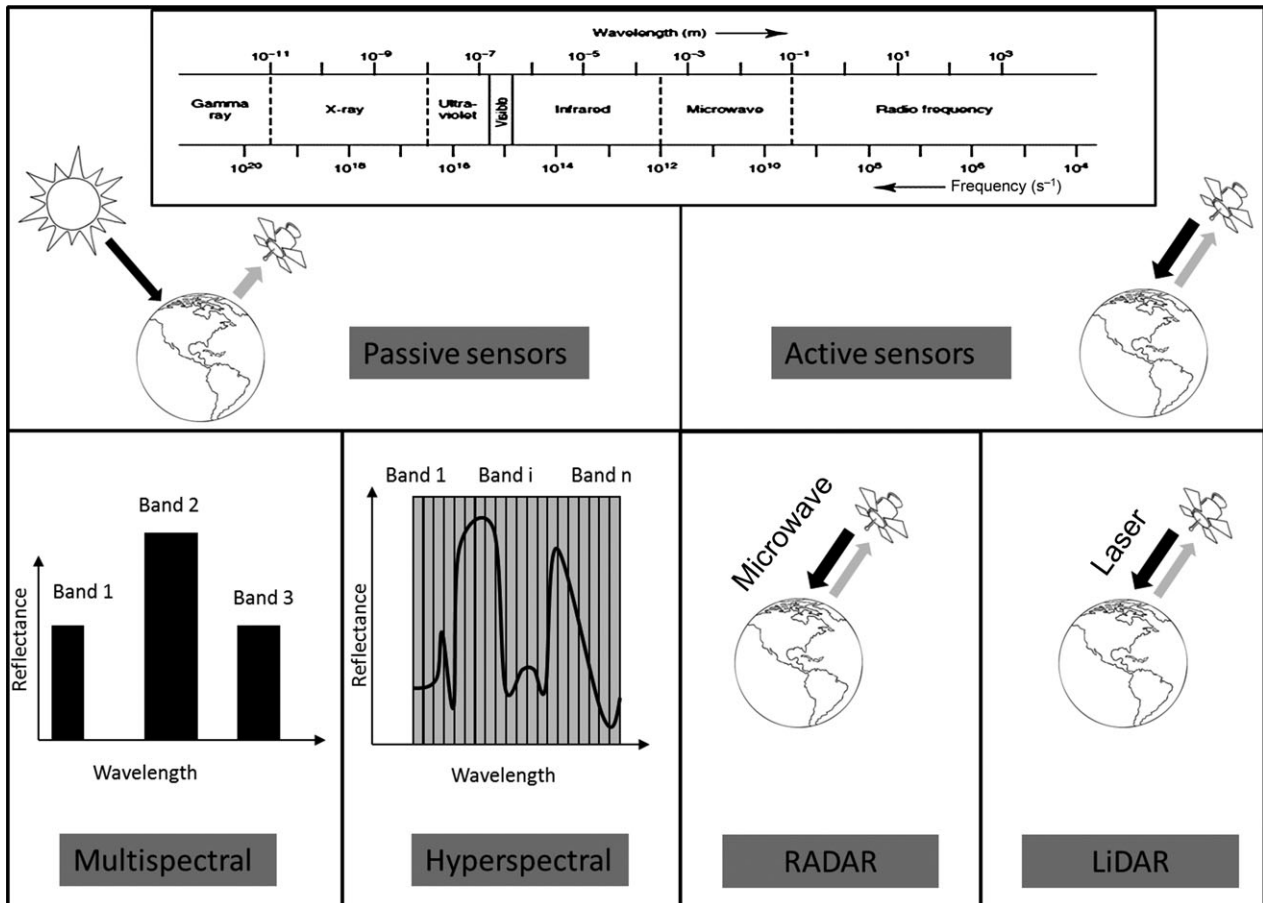 Wavelength (m)
10⁻¹¹ 10⁻⁹ 10⁻⁷ 10⁻⁵ 10⁻³ 10⁻¹ 10¹ 10³
Gamma ray X-ray Ultra-violet Visible Infrared Microwave Radio frequency
10²⁰ 10¹⁸ 10¹⁶ 10¹⁴ 10¹² 10¹⁰ 10⁸ 10⁶ 10⁴
Frequency (s⁻¹)
Passive sensors
Active sensors
Band 1
Band 2
Band 3
Reflectance
Wavelength
Multispectral
Band 1 Band i Band n
Reflectance
Wavelength
Hyperspectral
Microwave
RADAR
Laser
LiDAR